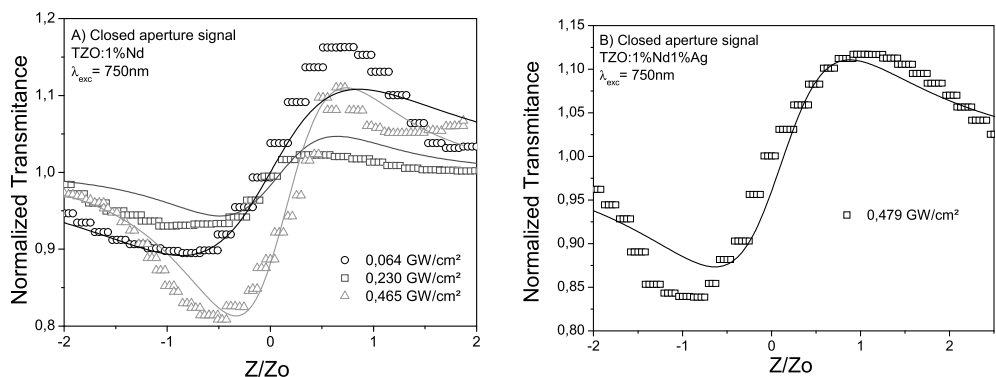 A) Closed aperture signal
TZO:1%Nd
λexc= 750nm
Normalized Transmitance
1,2
1,1
1,0
0,9
0,8
0,064 GW/cm²
0,230 GW/cm²
0,465 GW/cm²
-2 -1 0 1 2
Z/Zo
B) Closed aperture signal
TZO:1%Nd1%Ag
λexc= 750nm
Normalized Transmitance
1,15
1,10
1,05
1,00
0,95
0,90
0,85
0,80
0,479 GW/cm²
-2 -1 0 1 2
Z/Zo